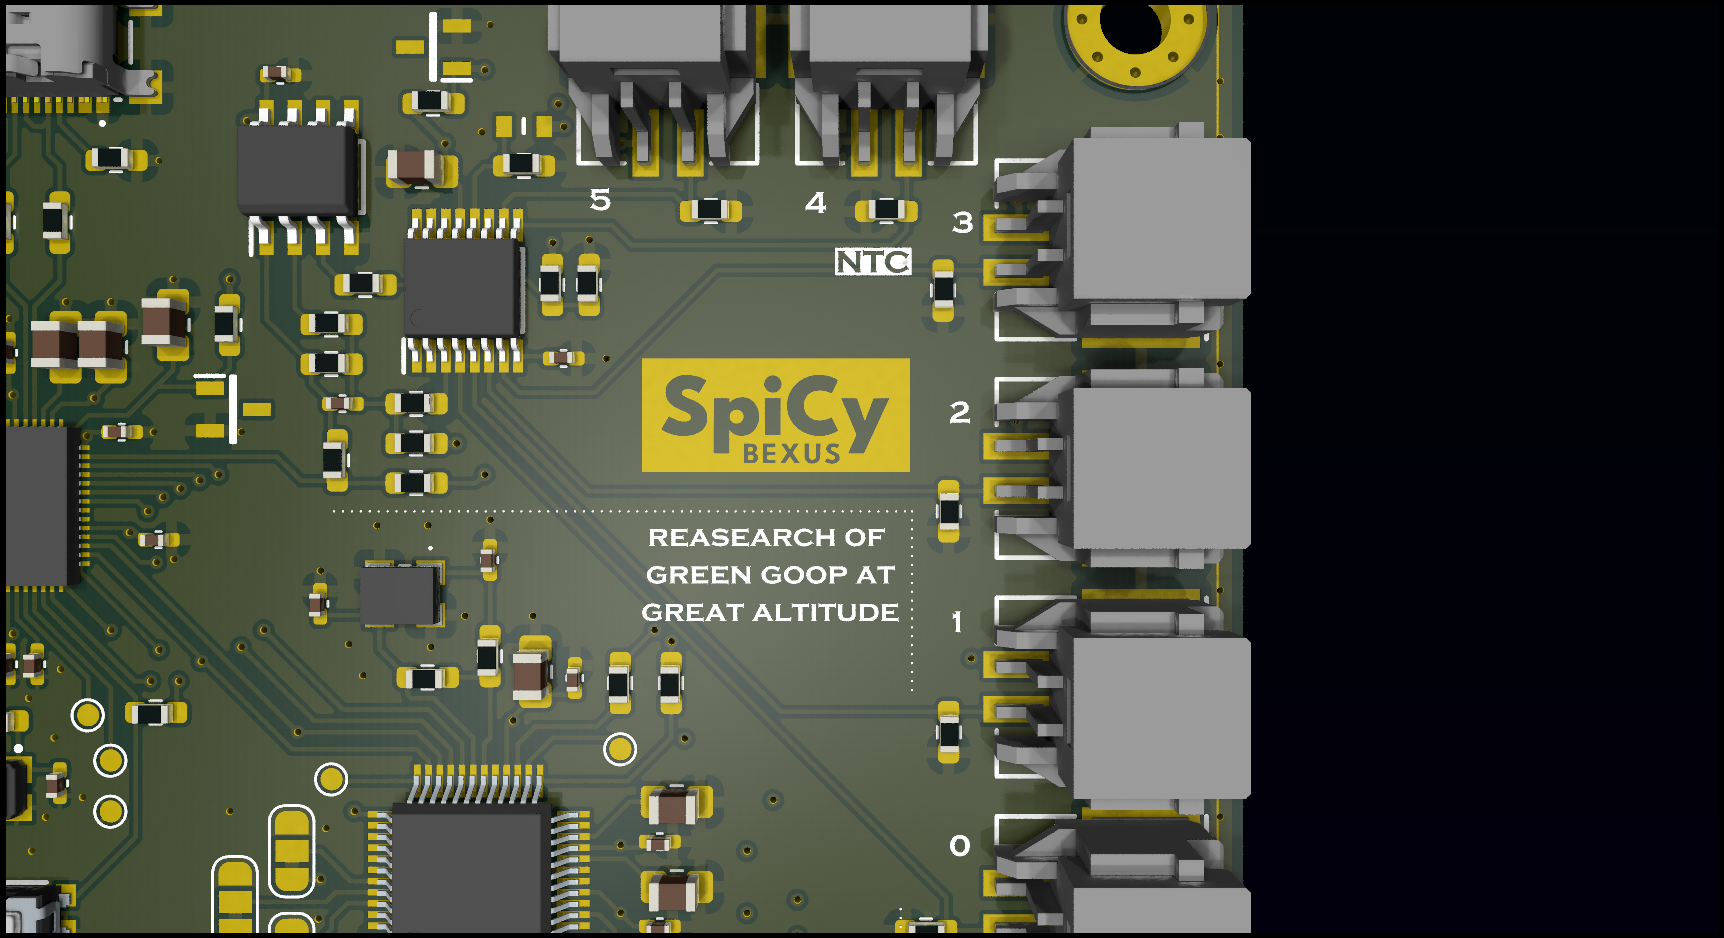 5
4
3
NTC
SpiCy
BEXUS
2
REASEARCH OF
GREEN GOOP AT
GREAT ALTITUDE
1
0